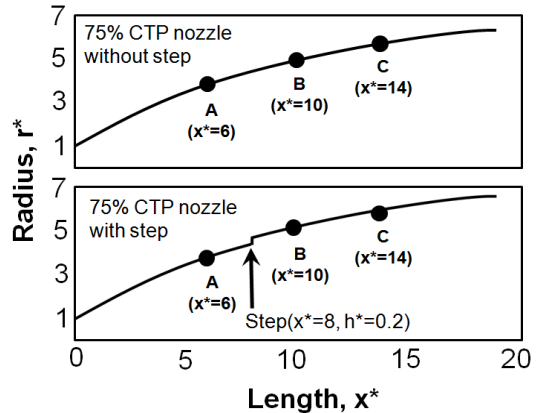 7
5
3
1
75% CTP nozzle
without step
A
(x*=6)
B
(x*=10)
C
(x*=14)
Radius, r*
7
5
3
1
75% CTP nozzle
with step
A
(x*=6)
B
(x*=10)
C
(x*=14)
Step(x*=8, h*=0.2)
0 5 10 15 20
Length, x*